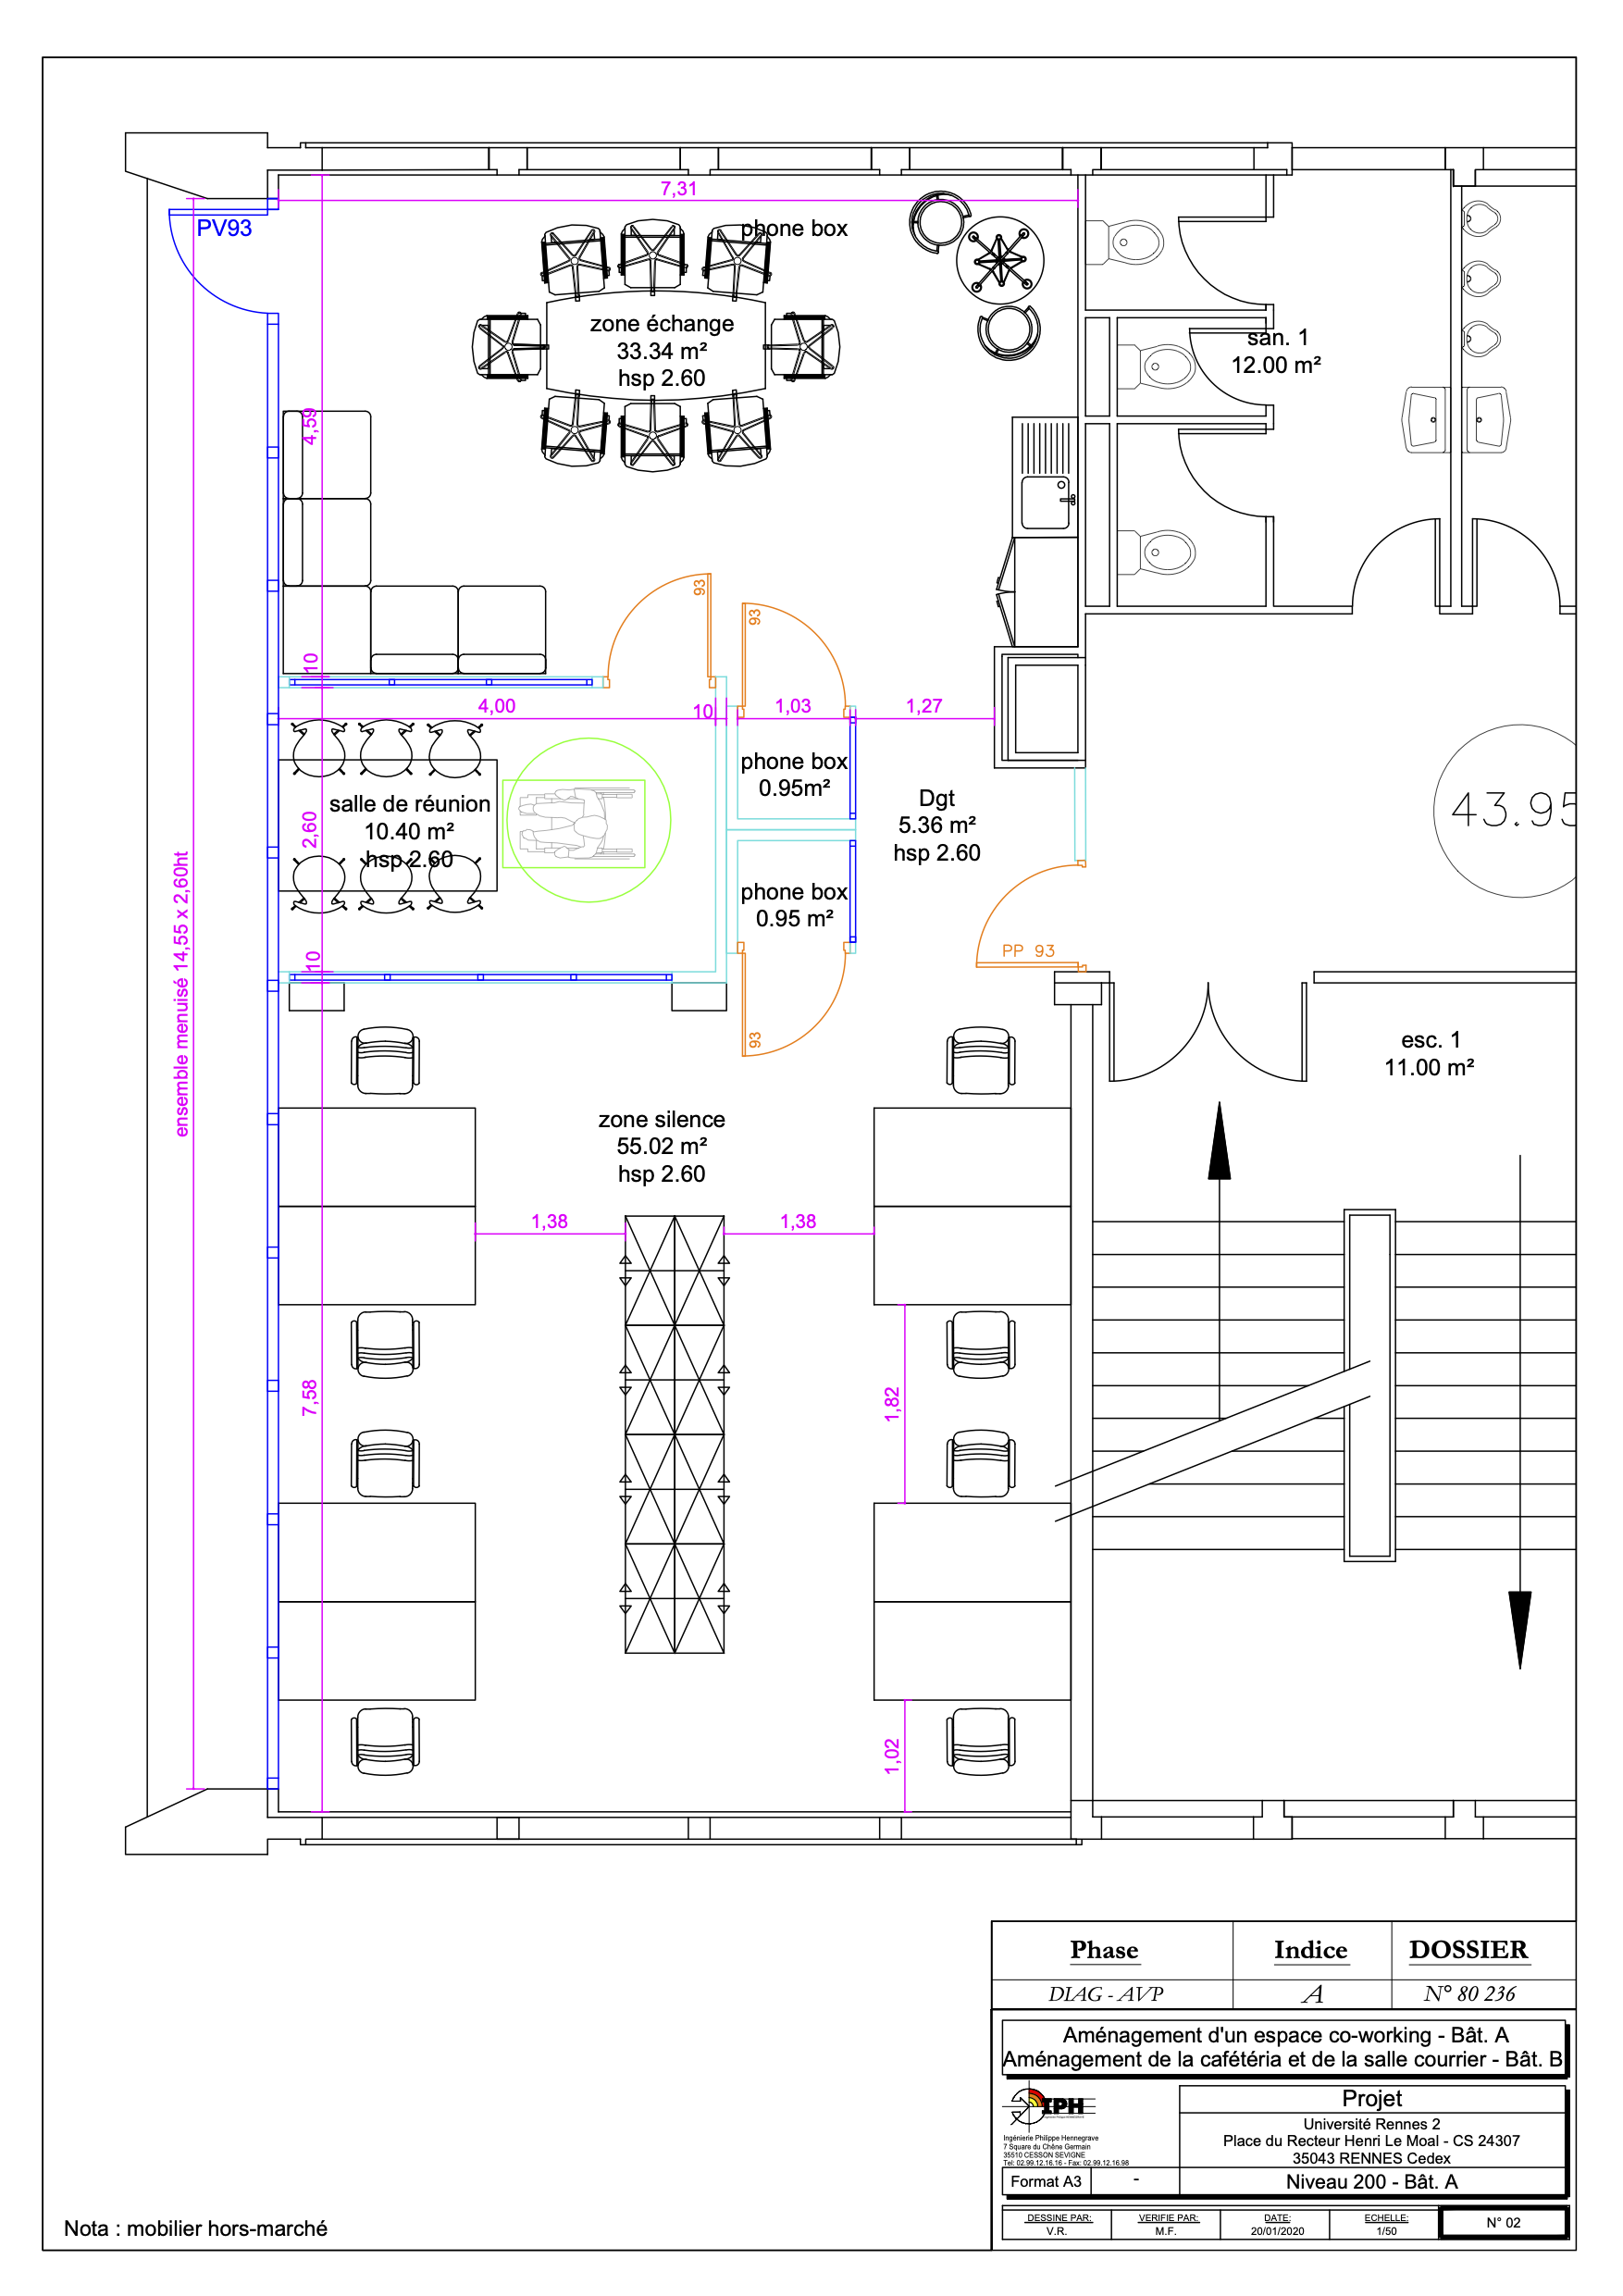 7,31
PV93
phone box
zone échange
33.34 m²
hsp 2.60
san. 1
12.00 m²
4,59
93
93
10
4,00
10
1,03
1,27
phone box
0.95m²
salle de réunion
10.40 m²
hsp 2.60
2,60
Dgt
5.36 m²
hsp 2.60
43.95
phone box
0.95 m²
PP 93
10
ensemble menuisé 14,55 x 2,60ht
93
esc. 1
11.00 m²
zone silence
55.02 m²
hsp 2.60
1,38
1,38
7,58
1,82
1,02
Phase
Indice
DOSSIER
DIAG - AVP
A
N° 80 236
Aménagement d'un espace co-working - Bât. A
Aménagement de la cafétéria et de la salle courrier - Bât. B
IPH
Ingénierie Philippe Hennegrave
7 Square du Chêne Germain
35510 CESSON SEVIGNE
Tel: 02.99.12.16.16 - Fax: 02.99.12.16.98
Projet
Université Rennes 2
Place du Recteur Henri Le Moal - CS 24307
35043 RENNES Cedex
Format A3
-
Niveau 200 - Bât. A
DESSINE PAR:
V.R.
VERIFIE PAR:
M.F.
DATE:
20/01/2020
ECHELLE:
1/50
N° 02
Nota : mobilier hors-marché